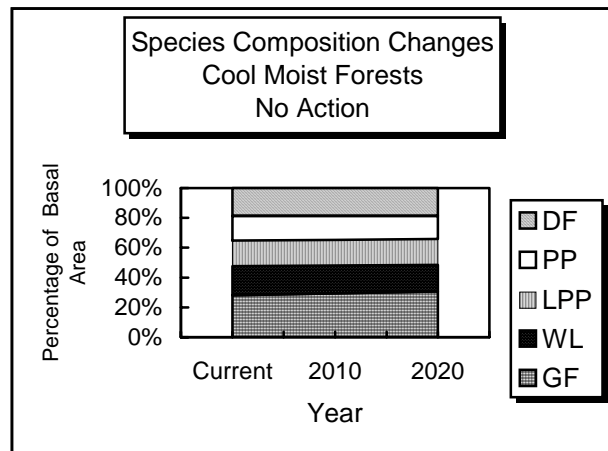 Species Composition Changes
Cool Moist Forests
No Action
Percentage of Basal
Area
100%
80%
60%
40%
20%
0%
Current 2010 2020
Year
DF
PP
LPP
WL
GF